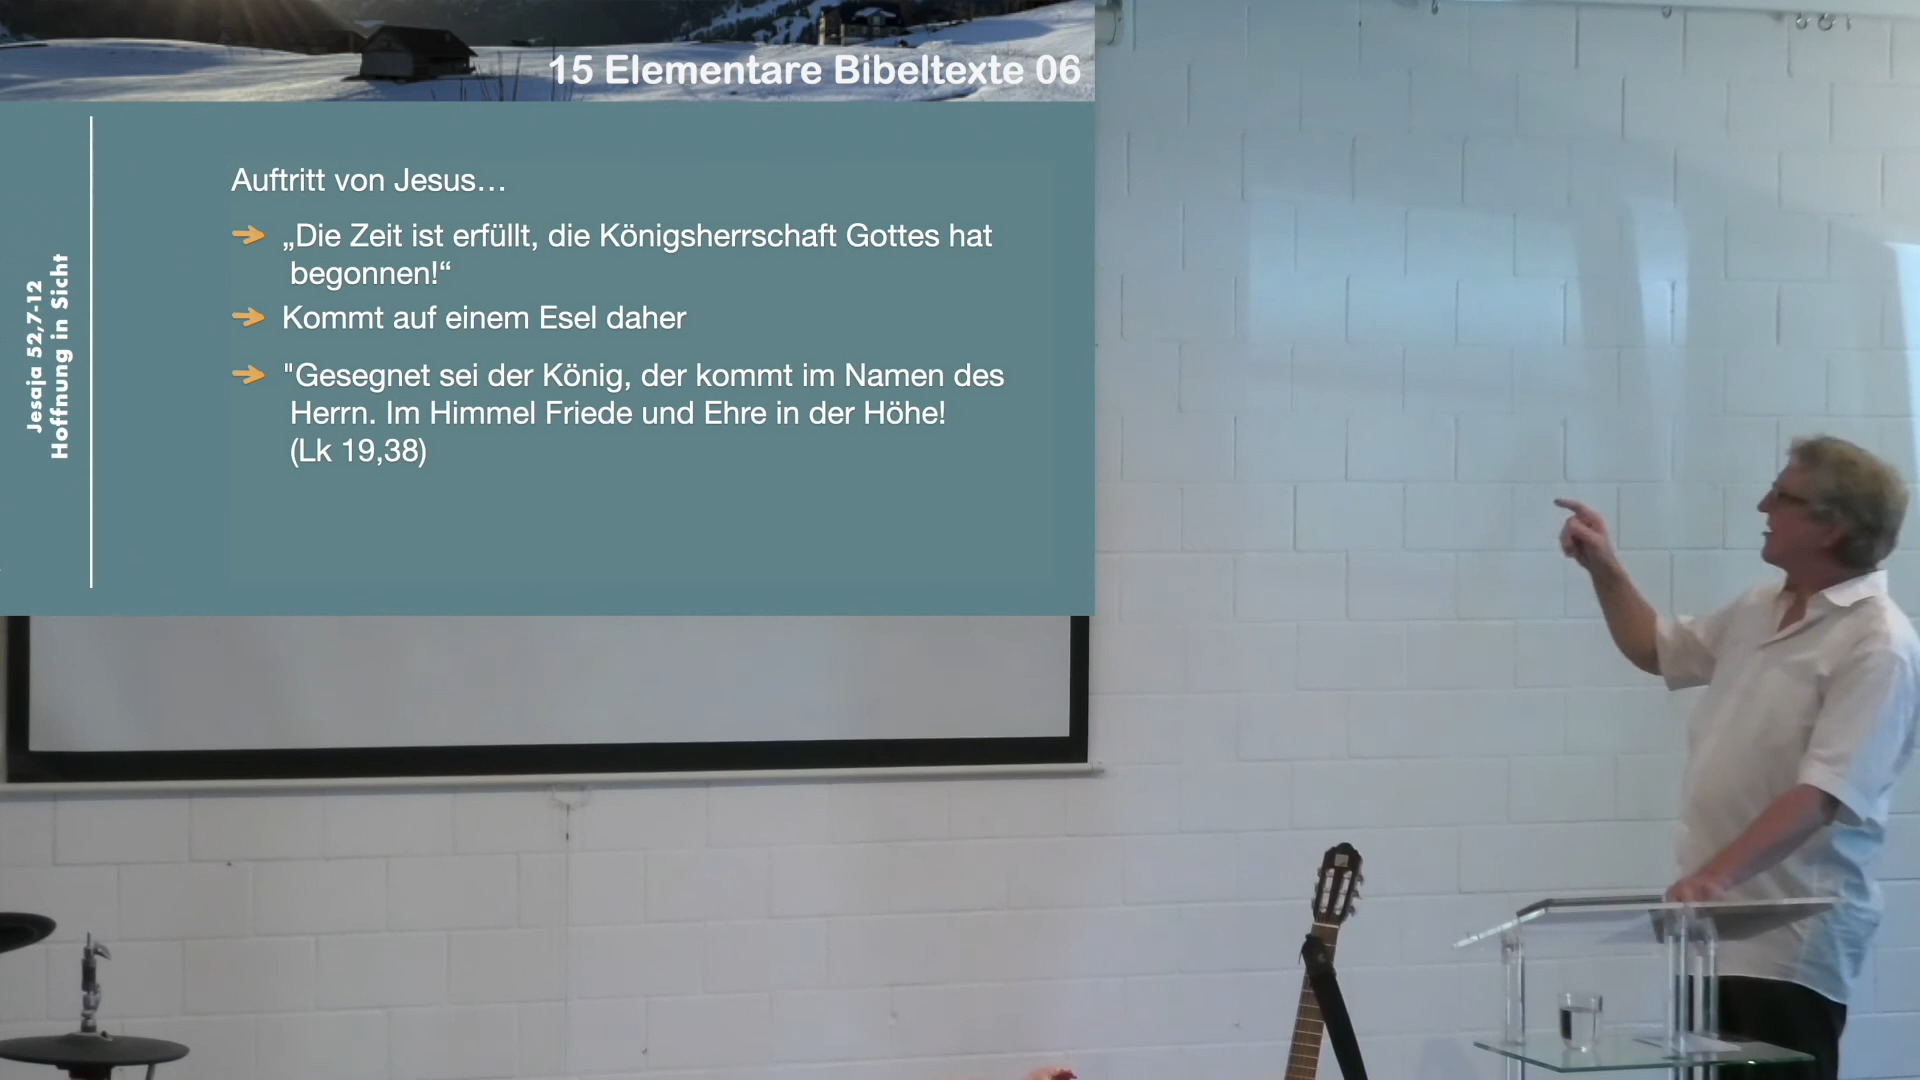 15 Elementare Bibeltexte 06
Jesaja 52,7-12
Hoffnung in Sicht
Auftritt von Jesus…
„Die Zeit ist erfüllt, die Königsherrschaft Gottes hat
begonnen!“
Kommt auf einem Esel daher
"Gesegnet sei der König, der kommt im Namen des
Herrn. Im Himmel Friede und Ehre in der Höhe!
(Lk 19,38)